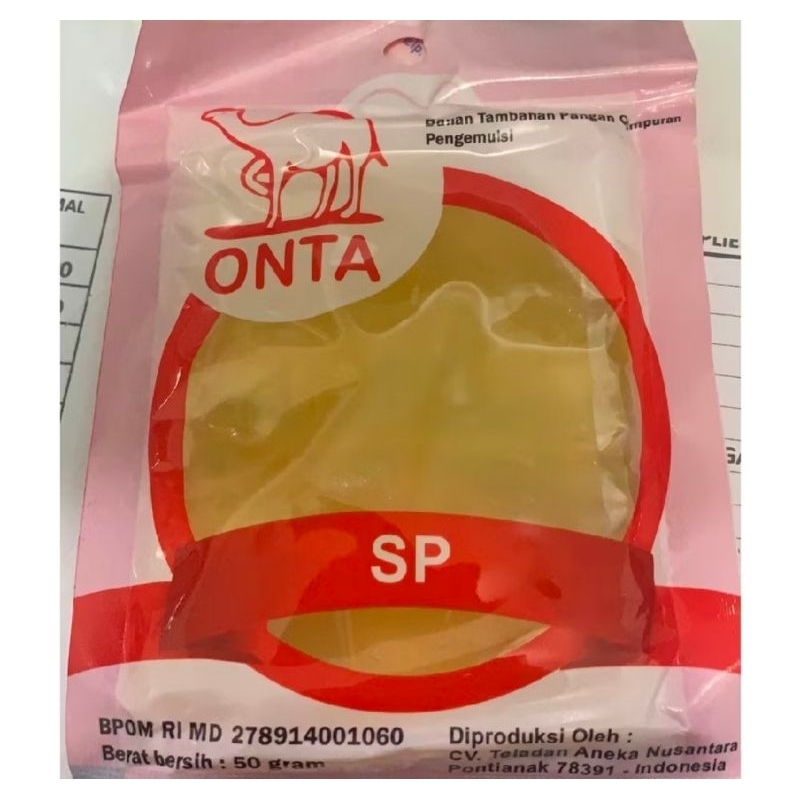 Bahan Tambahan Pangan Campuran
Pengemulsi
ONTA
SP
BPOM RI MD 278914001060
Berat bersih : 50 gram
Diproduksi Oleh :
CV. Teladan Aneka Nusantara
Pontianak 78391 - Indonesia